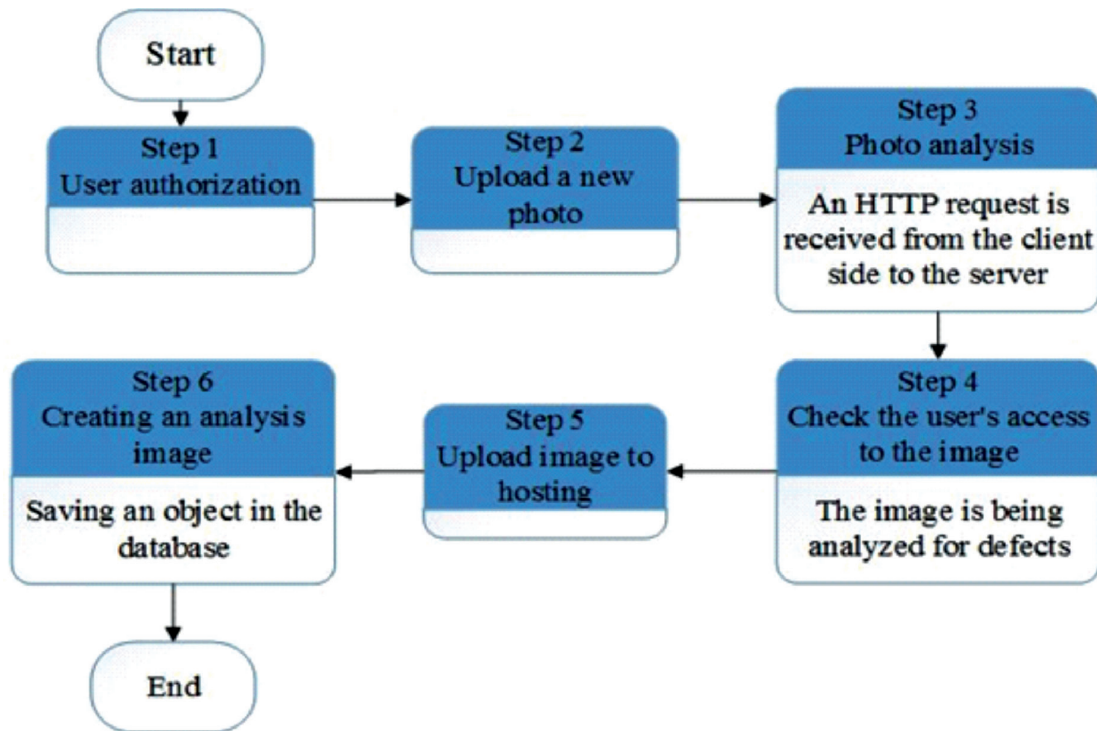 Start
Step 1
User authorization
Step 2
Upload a new
photo
Step 3
Photo analysis
An HTTP request is
received from the client
side to the server
Step 4
Check the user's access
to the image
The image is being
analyzed for defects
Step 5
Upload image to
hosting
Step 6
Creating an analysis
image
Saving an object in the
database
End